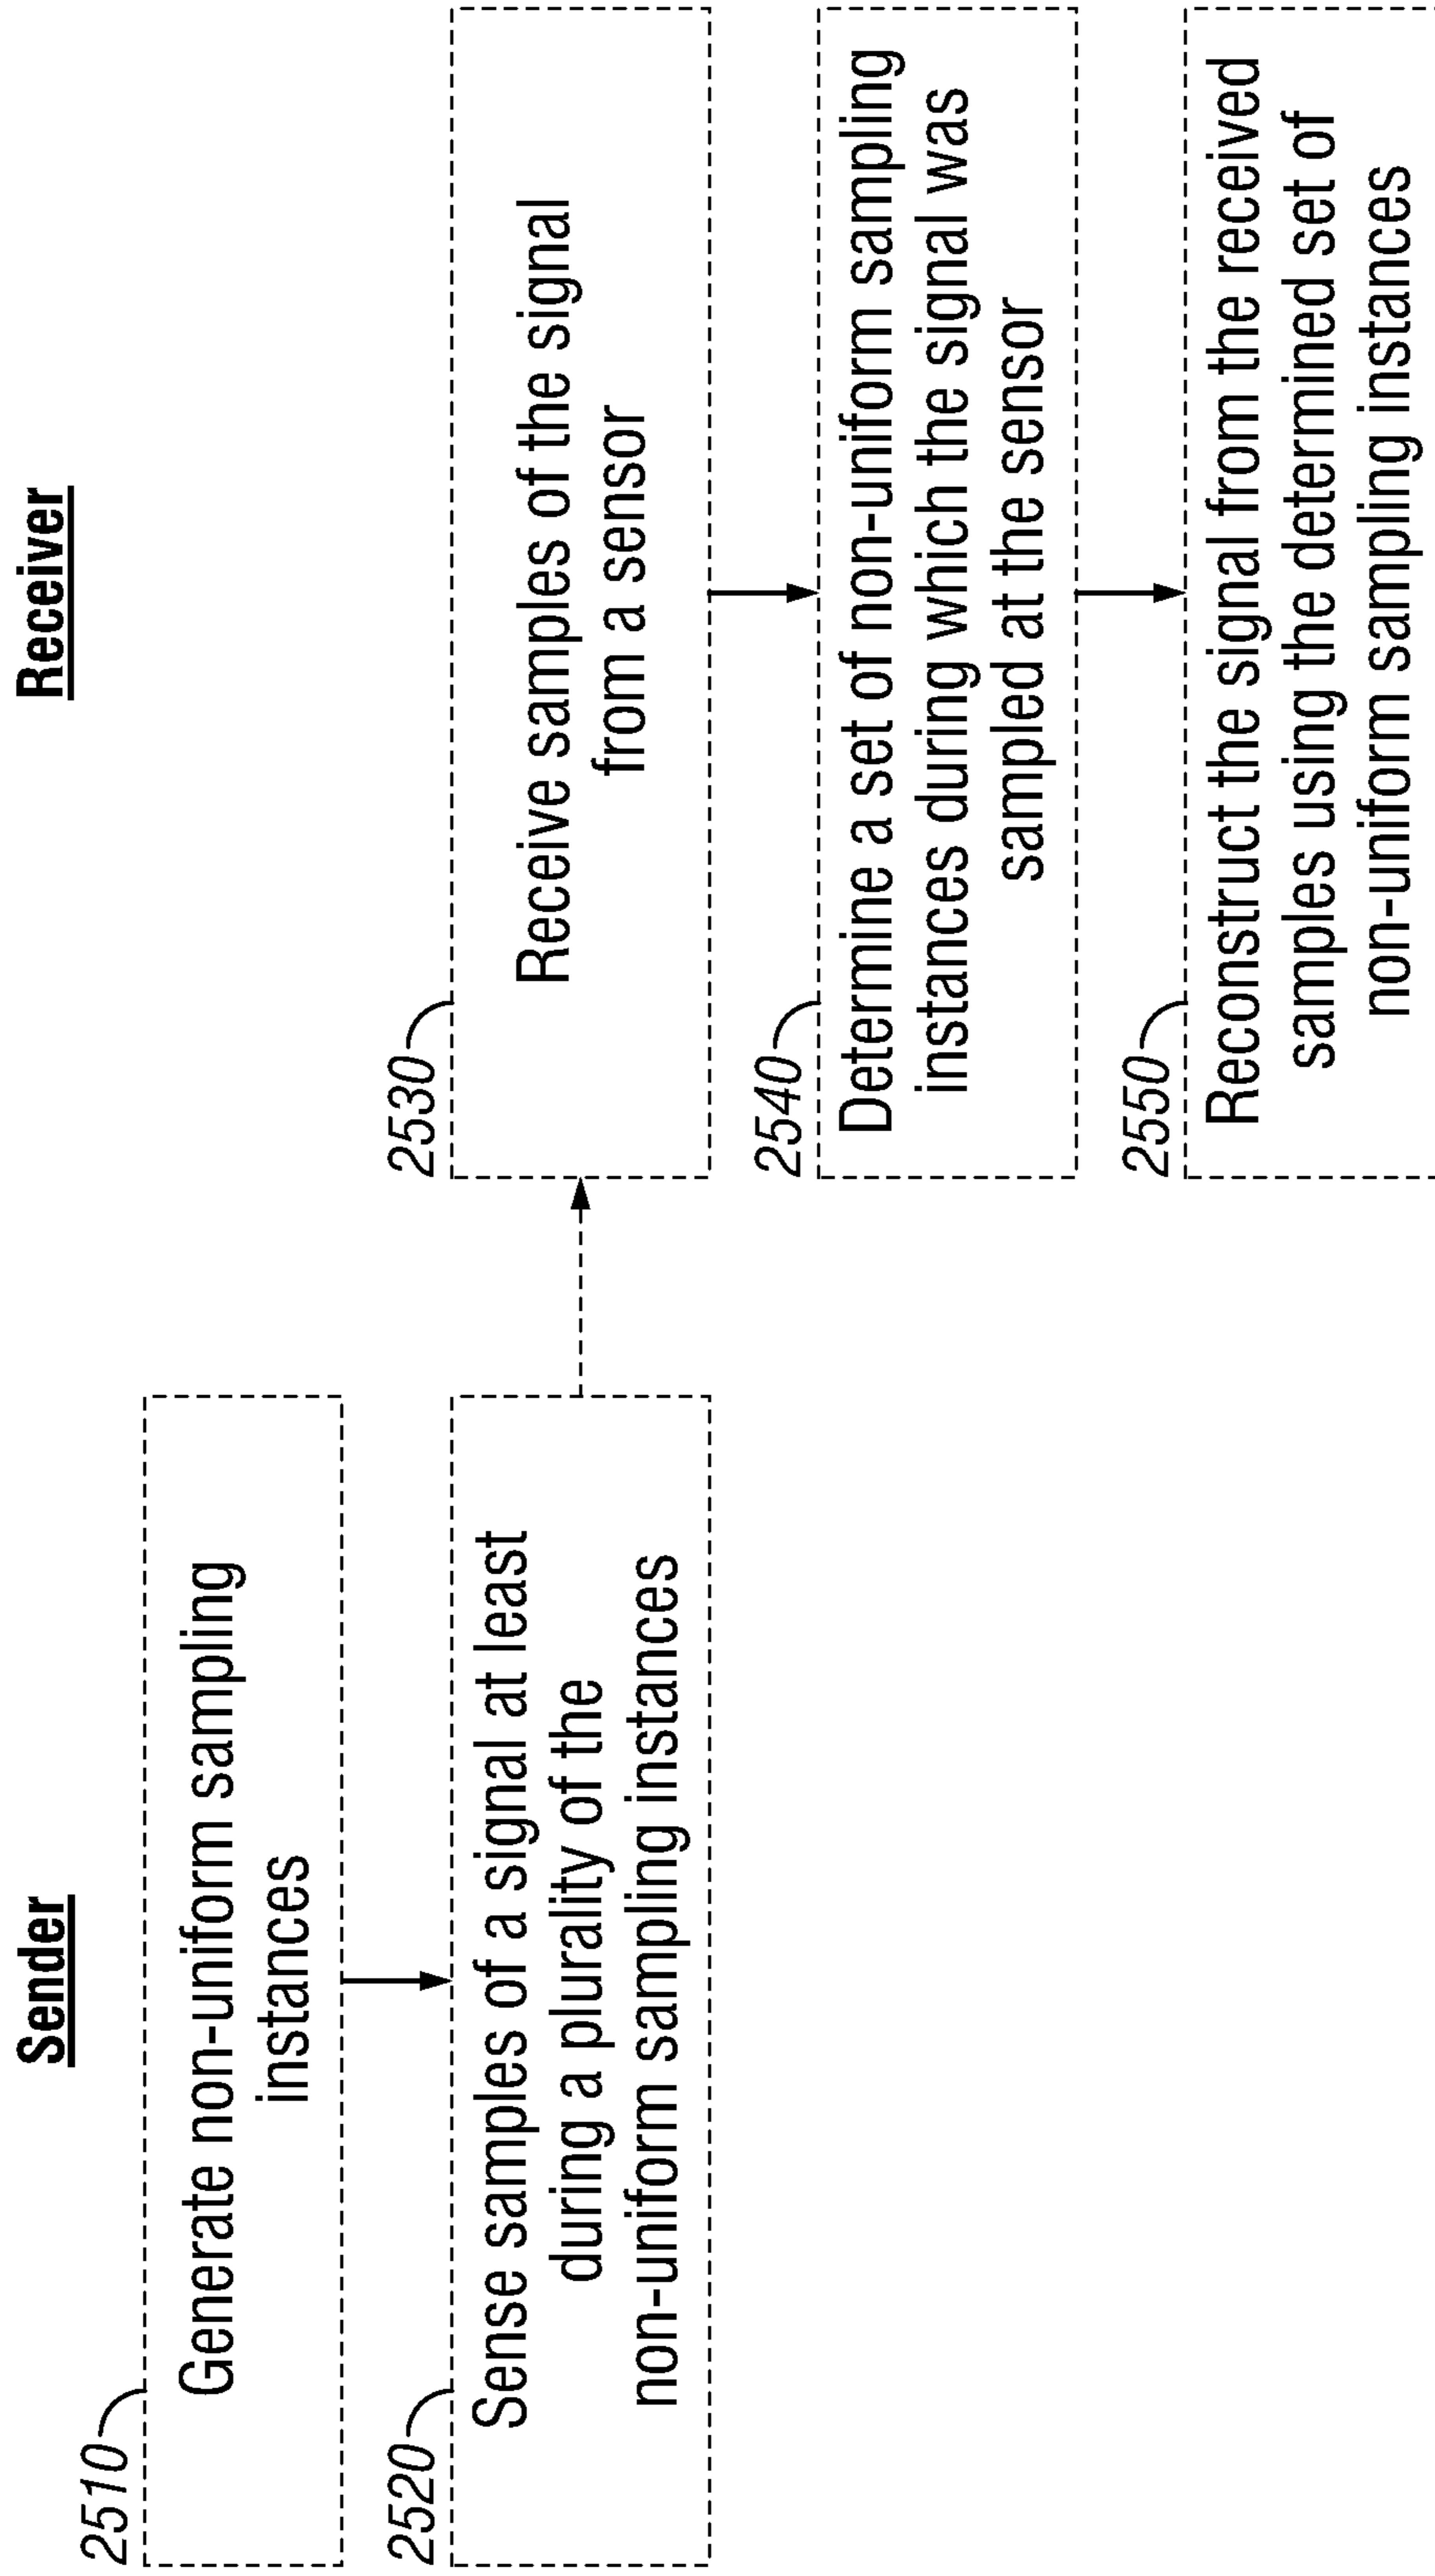 Sender
2510
Generate non-uniform sampling
instances
2520
Sense samples of a signal at least
during a plurality of the
non-uniform sampling instances
Receiver
2530
Receive samples of the signal
from a sensor
2540
Determine a set of non-uniform sampling
instances during which the signal was
sampled at the sensor
2550
Reconstruct the signal from the received
samples using the determined set of
non-uniform sampling instances